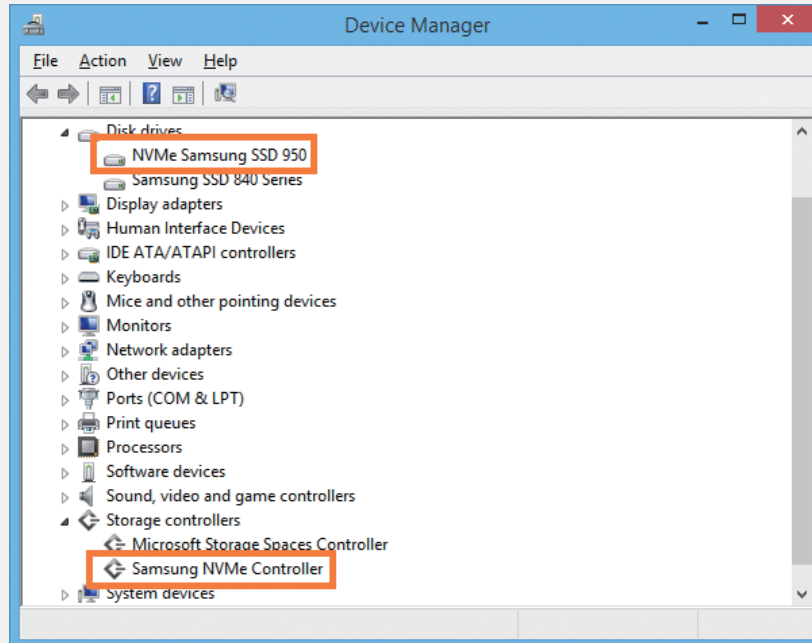 Device Manager
File Action View Help
Disk drives
NVMe Samsung SSD 950
Samsung SSD 840 Series
Display adapters
Human Interface Devices
IDE ATA/ATAPI controllers
Keyboards
Mice and other pointing devices
Monitors
Network adapters
Other devices
Ports (COM & LPT)
Print queues
Processors
Software devices
Sound, video and game controllers
Storage controllers
Microsoft Storage Spaces Controller
Samsung NVMe Controller
System devices